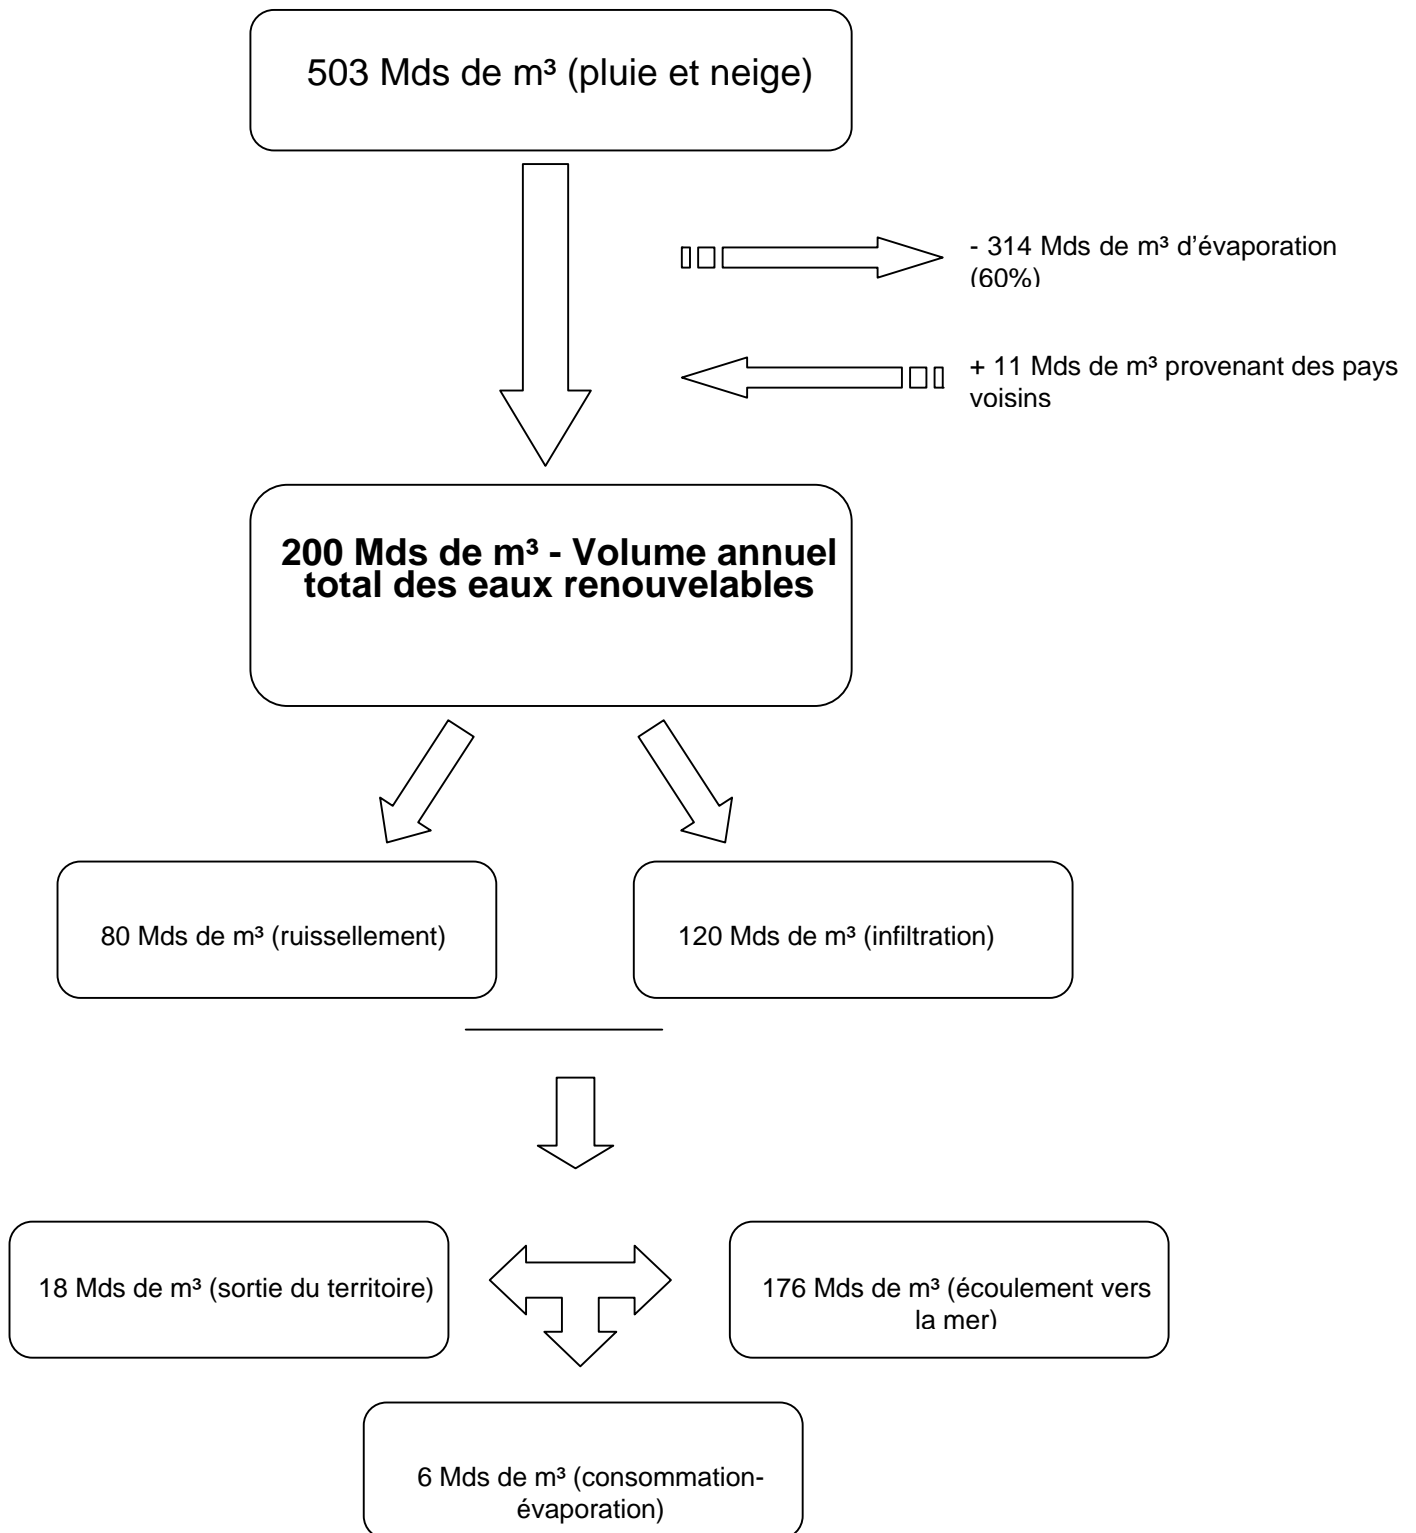 503 Mds de m³ (pluie et neige)
- 314 Mds de m³ d’évaporation
(60%)
+ 11 Mds de m³ provenant des pays
voisins
200 Mds de m³ - Volume annuel
total des eaux renouvelables
80 Mds de m³ (ruissellement)
120 Mds de m³ (infiltration)
18 Mds de m³ (sortie du territoire)
176 Mds de m³ (écoulement vers
la mer)
6 Mds de m³ (consommation-
évaporation)